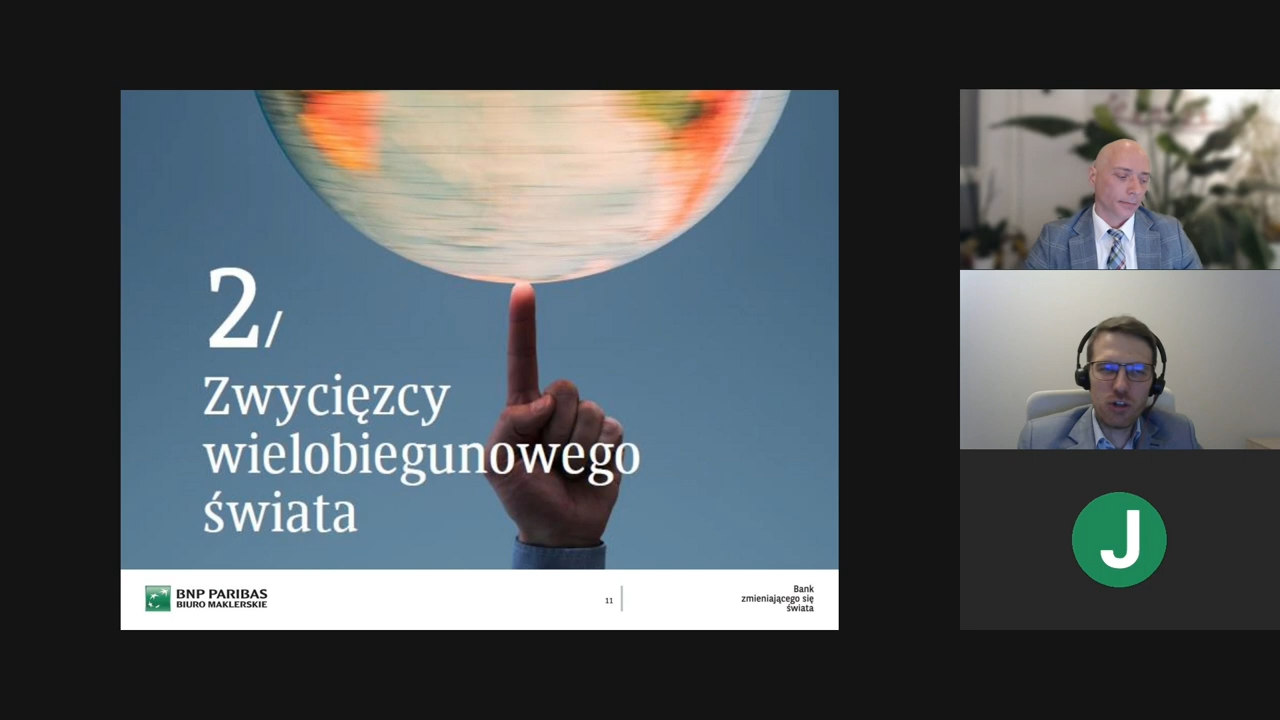 2/
Zwycięzcy
wielobiegunowego
świata
BNP PARIBAS
BIURO MAKLERSKIE
11
Bank
zmieniającego się
świata
J